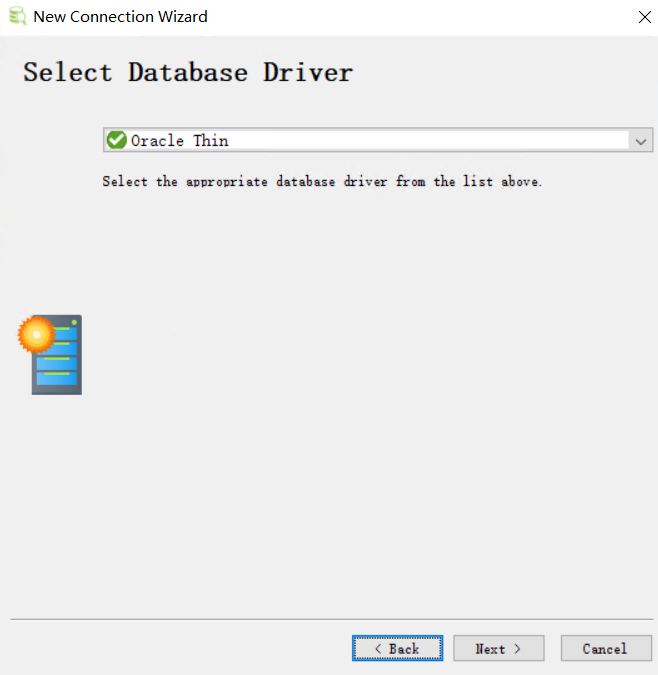 New Connection Wizard
Select Database Driver
Oracle Thin
Select the appropriate database driver from the list above.
< Back
Next >
Cancel